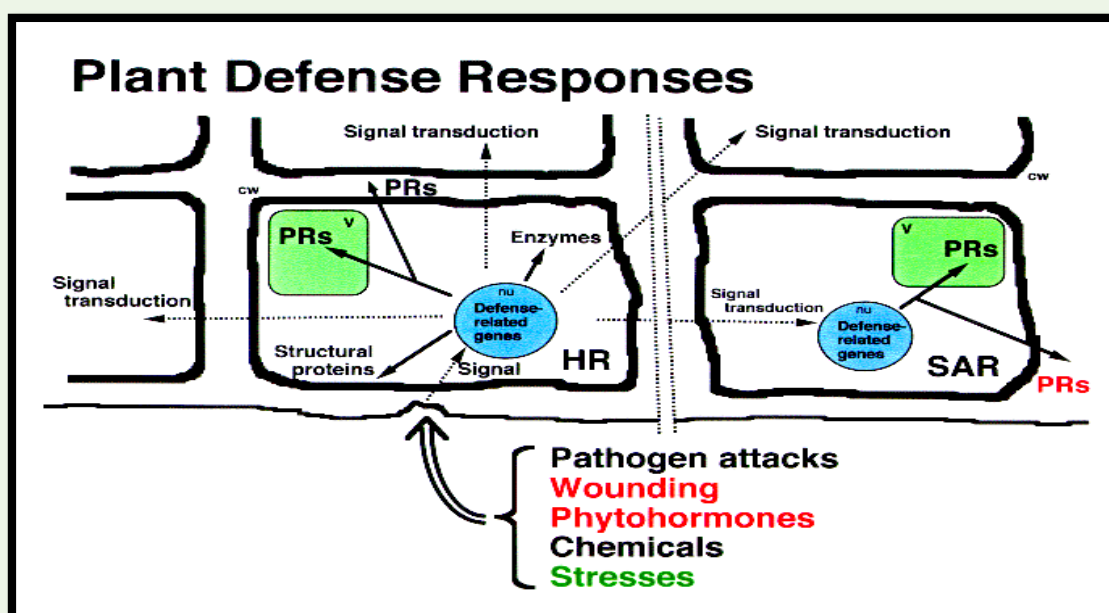 Plant Defense Responses
Signal transduction
Signal transduction
cw
PRs
cw
v
PRs
Enzymes
v
PRs
Signal
transduction
nu
Defense-
related
genes
Signal
transduction
nu
Defense-
related
genes
Structural
proteins
Signal
HR
SAR
PRs
Pathogen attacks
Wounding
Phytohormones
Chemicals
Stresses